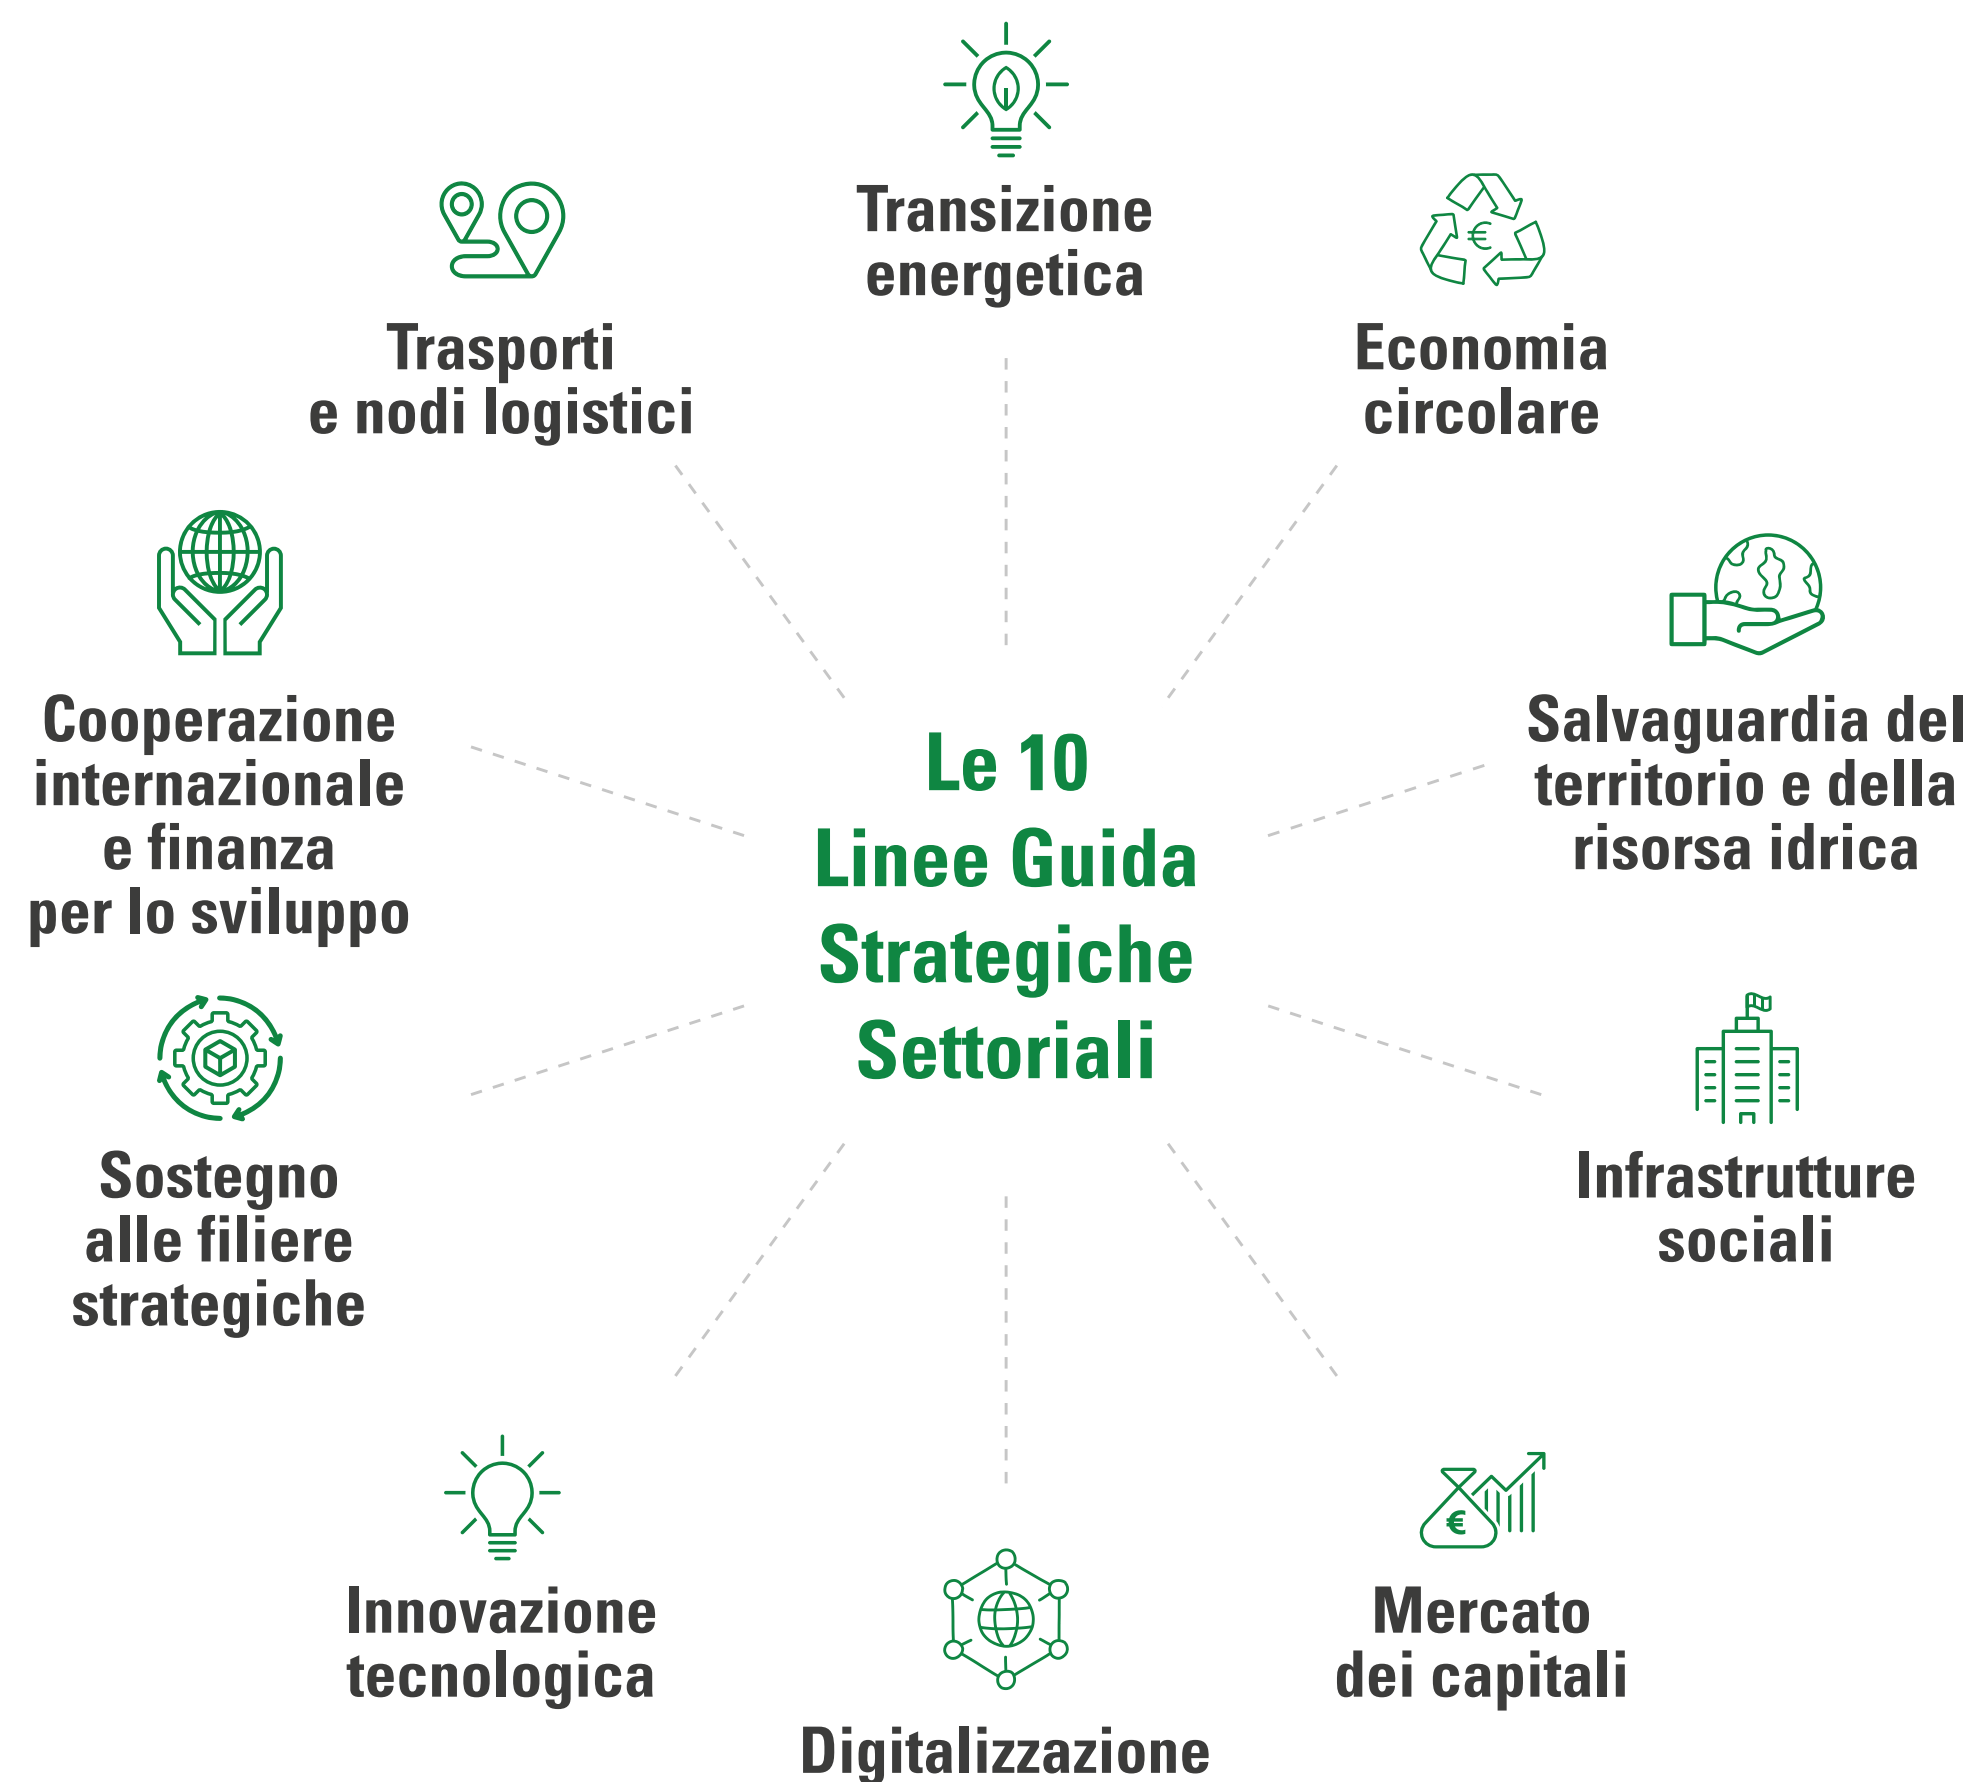 Transizione
energetica
Economia
circolare
Salvaguardia del
territorio e della
risorsa idrica
Infrastrutture
sociali
Mercato
dei capitali
Digitalizzazione
Innovazione
tecnologica
Sostegno
alle filiere
strategiche
Cooperazione
internazionale
e finanza
per lo sviluppo
Trasporti
e nodi logistici
Le 10
Linee Guida
Strategiche
Settoriali
€
€